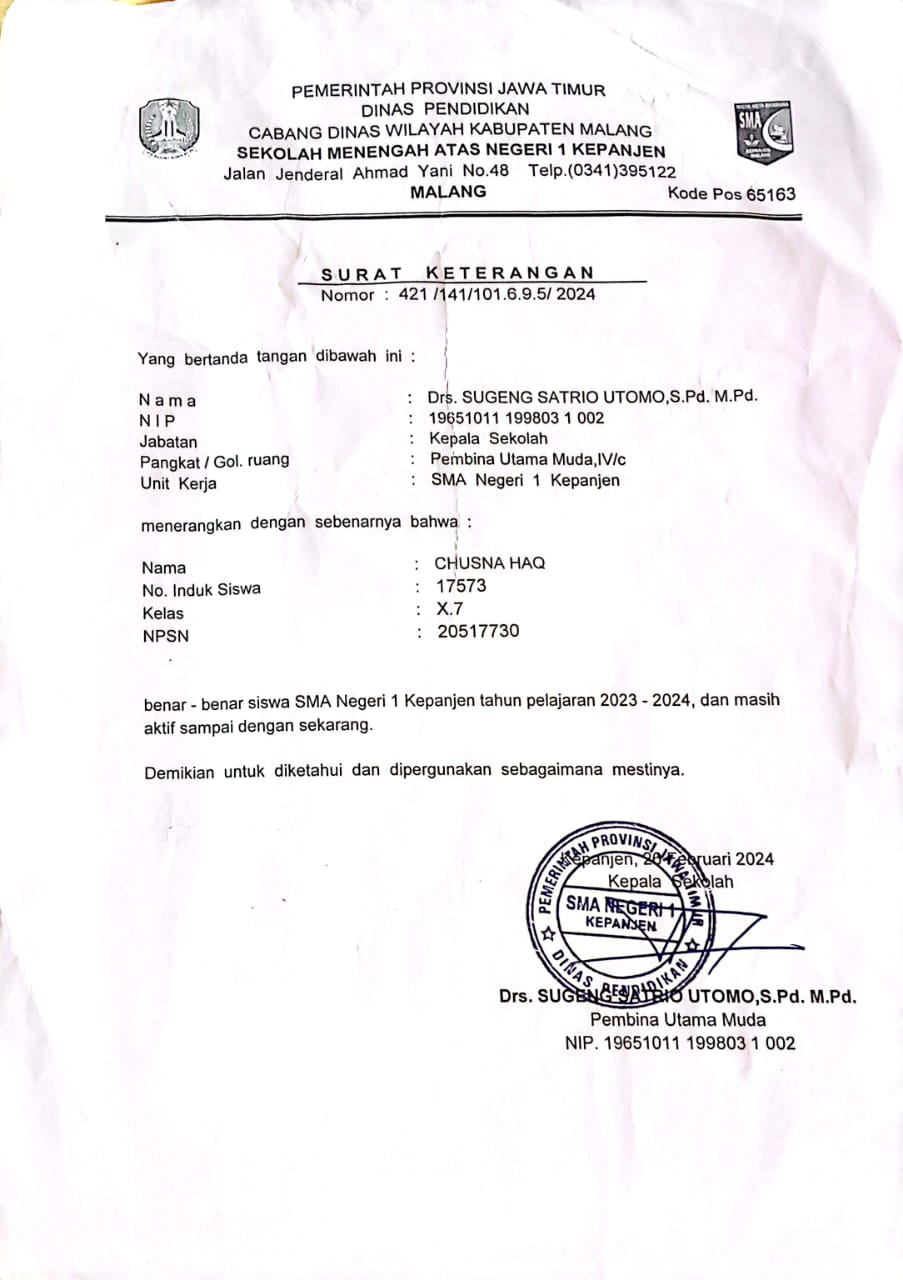 PEMERINTAH PROVINSI JAWA TIMUR
DINAS PENDIDIKAN
CABANG DINAS WILAYAH KABUPATEN MALANG
SEKOLAH MENENGAH ATAS NEGERI 1 KEPANJEN
Jalan Jenderal Ahmad Yani No.48 Telp.(0341)395122
MALANG Kode Pos 65163
SMA
SURAT KETERANGAN
Nomor : 421 /141/101.6.9.5/ 2024
Yang bertanda tangan dibawah ini :
N a m a : Drs. SUGENG SATRIO UTOMO,S.Pd. M.Pd.
N I P : 19651011 199803 1 002
Jabatan : Kepala Sekolah
Pangkat / Gol. ruang : Pembina Utama Muda,IV/c
Unit Kerja : SMA Negeri 1 Kepanjen
menerangkan dengan sebenarnya bahwa :
Nama : CHUSNA HAQ
No. Induk Siswa : 17573
Kelas : X.7
NPSN : 20517730
benar - benar siswa SMA Negeri 1 Kepanjen tahun pelajaran 2023 - 2024, dan masih
aktif sampai dengan sekarang.
Demikian untuk diketahui dan dipergunakan sebagaimana mestinya.
Kepanjen, 20 Februari 2024
Kepala Sekolah
PEMERINTAH PROVINSI JAWA TIMUR
SMA NEGERI 1
KEPANJEN
DINAS PENDIDIKAN
Drs. SUGENG SATRIO UTOMO,S.Pd. M.Pd.
Pembina Utama Muda
NIP. 19651011 199803 1 002